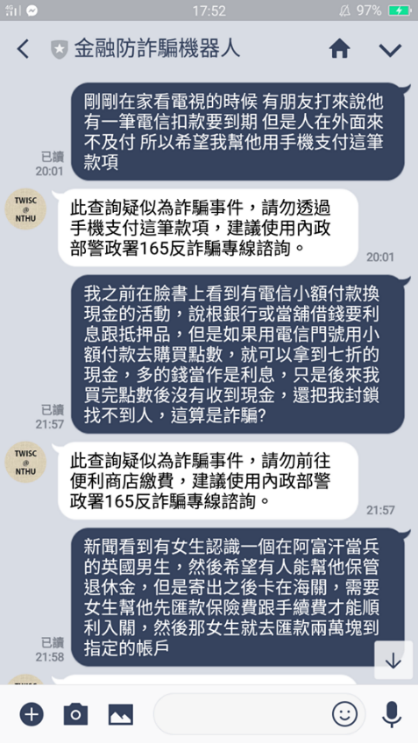 17:52
97%
金融防詐騙機器人
剛剛在家看電視的時候 有朋友打來說他
有一筆電信扣款要到期 但是人在外面來
不及付 所以希望我幫他用手機支付這筆
款項
已讀
20:01
TWISC
@
NTHU
此查詢疑似為詐騙事件，請勿透過
手機支付這筆款項，建議使用內政
部警政署165反詐騙專線諮詢。
20:01
我之前在臉書上看到有電信小額付款換
現金的活動，說跟銀行或當舖借錢要利
息跟抵押品，但是如果用電信門號用小
額付款去購買點數，就可以拿到七折的
現金，多的錢當作是利息，只是後來我
買完點數後沒有收到現金，還把我封鎖
找不到人，這算是詐騙?
已讀
21:57
TWISC
@
NTHU
此查詢疑似為詐騙事件，請勿前往
便利商店繳費，建議使用內政部警
政署165反詐騙專線諮詢。
21:57
新聞看到有女生認識一個在阿富汗當兵
的英國男生，然後希望有人能幫他保管
退休金，但是寄出之後卡在海關，需要
女生幫他先匯款保險費跟手續費才能順
利入關，然後那女生就去匯款兩萬塊到
指定的帳戶
已讀
21:58